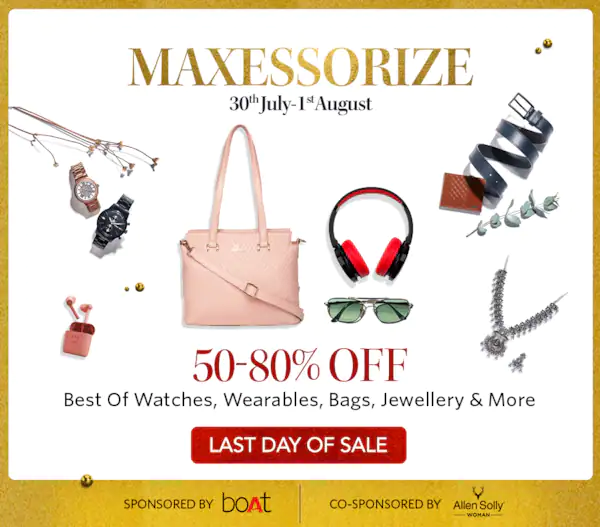 MAXESSORIZE
30th July-1st August
50-80% OFF
Best Of Watches, Wearables, Bags, Jewellery & More
LAST DAY OF SALE
SPONSORED BY boAt
CO-SPONSORED BY Allen Solly
WOMAN